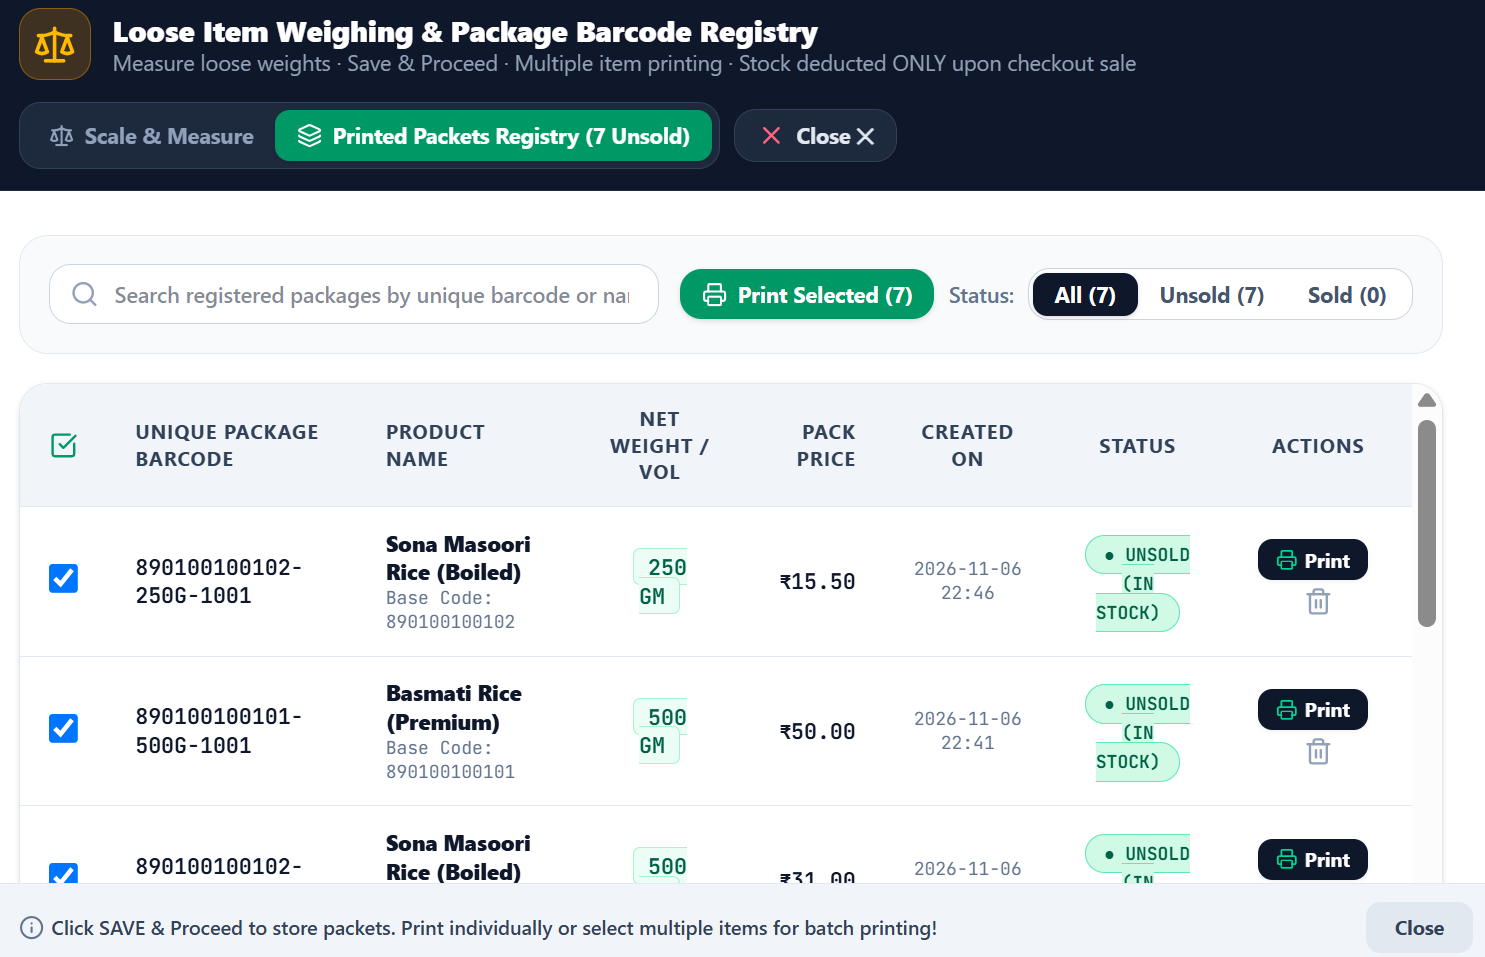 Loose Item Weighing & Package Barcode Registry
Measure loose weights · Save & Proceed · Multiple item printing · Stock deducted ONLY upon checkout sale
Scale & Measure
Printed Packets Registry (7 Unsold)
Close
Search registered packages by unique barcode or nar
Print Selected (7)
Status:
All (7)
Unsold (7)
Sold (0)
UNIQUE PACKAGE
BARCODE
PRODUCT
NAME
NET
WEIGHT /
VOL
PACK
PRICE
CREATED
ON
STATUS
ACTIONS
890100100102-
250G-1001
Sona Masoori
Rice (Boiled)
Base Code:
890100100102
250
GM
₹15.50
2026-11-06
22:46
• UNSOLD
(IN
STOCK)
Print
890100100101-
500G-1001
Basmati Rice
(Premium)
Base Code:
890100100101
500
GM
₹50.00
2026-11-06
22:41
• UNSOLD
(IN
STOCK)
Print
890100100102-
Sona Masoori
Rice (Boiled)
500
₹31.00
2026-11-06
• UNSOLD
(IN
Print
Click SAVE & Proceed to store packets. Print individually or select multiple items for batch printing!
Close